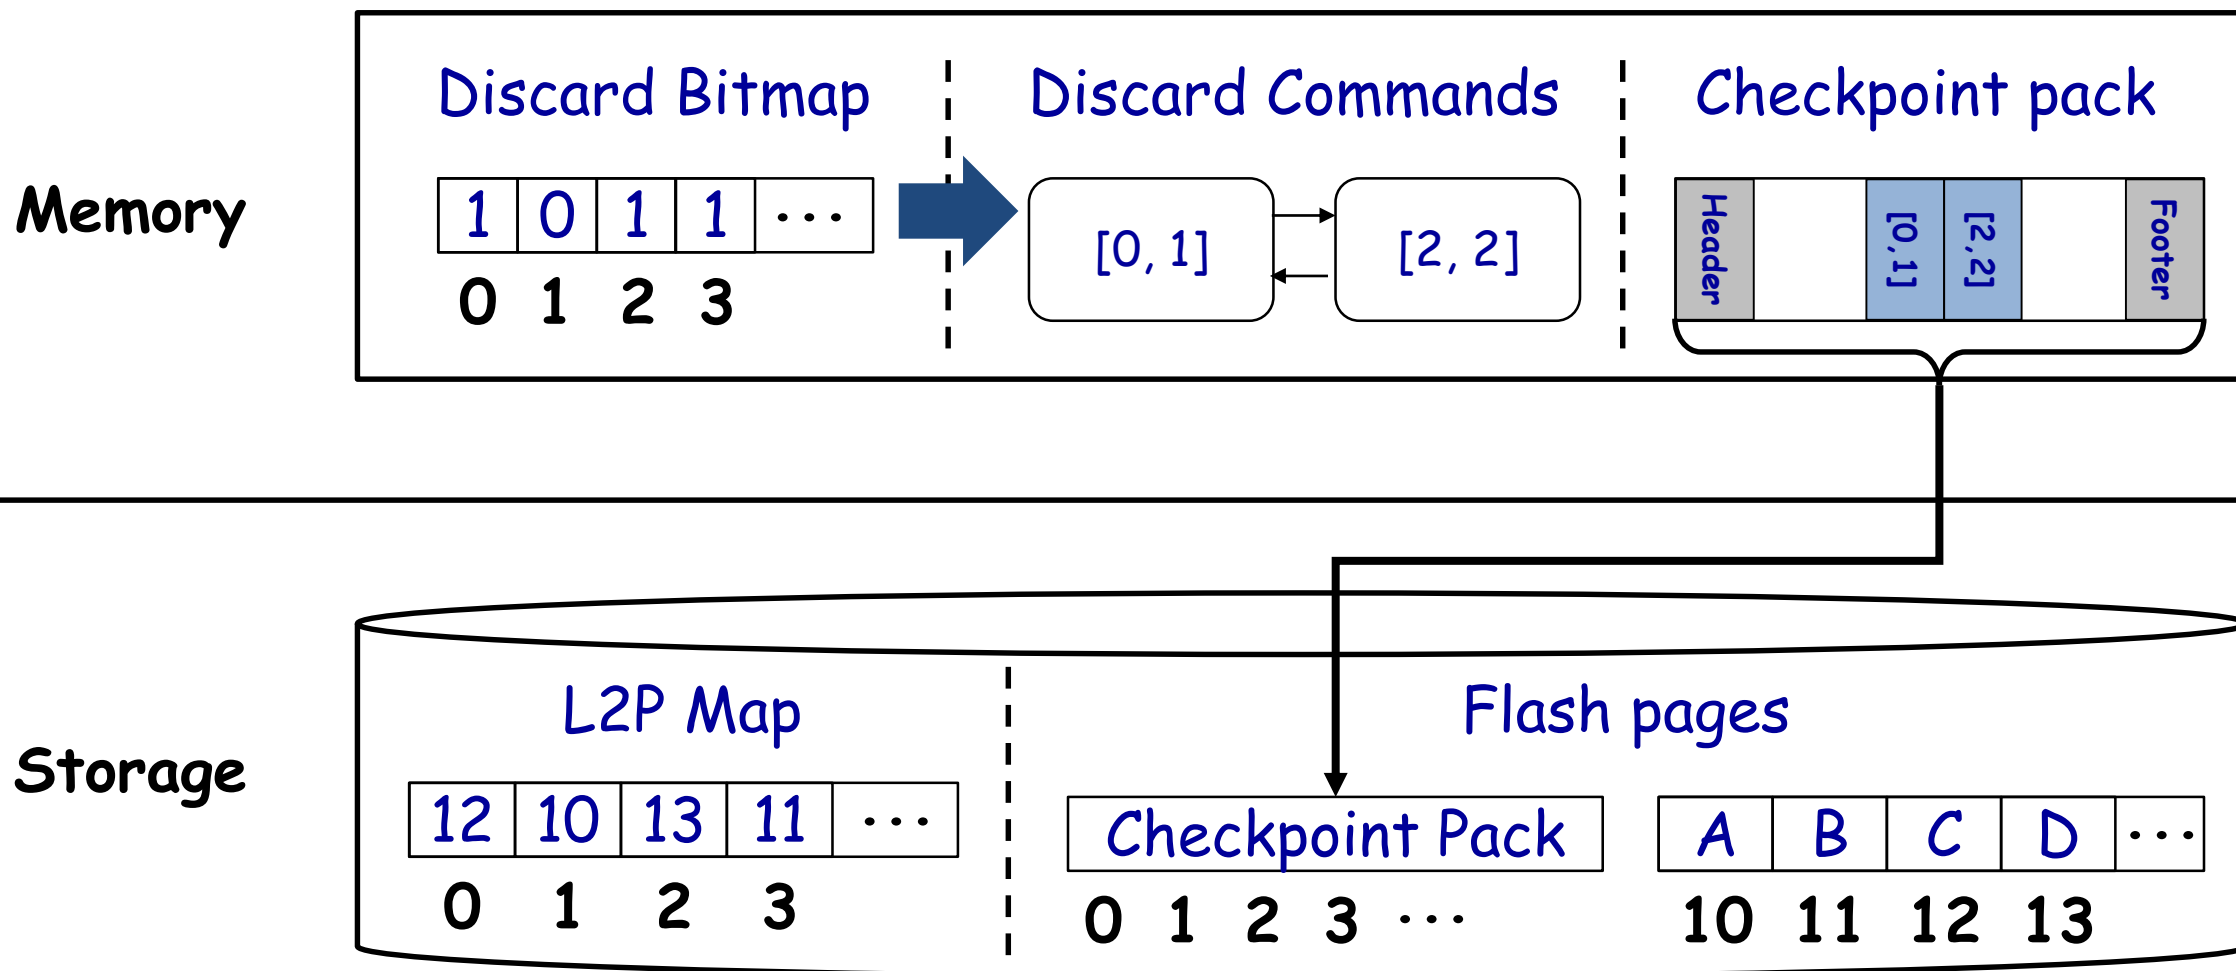 Memory
Discard Bitmap
1 0 1 1 ...
0 1 2 3
Discard Commands
[0, 1] [2, 2]
Checkpoint pack
Header [0,1] [2,2] Footer
Storage
L2P Map
12 10 13 11 ...
0 1 2 3
Flash pages
Checkpoint Pack A B C D ...
0 1 2 3 ... 10 11 12 13